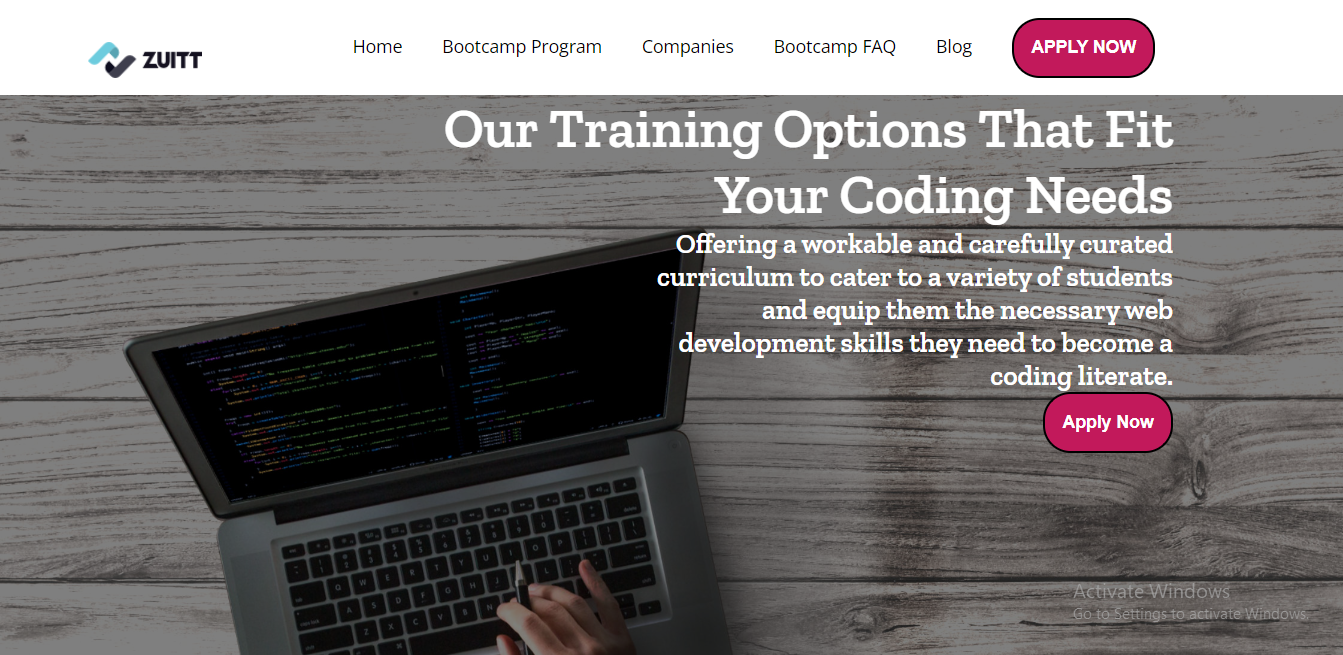 ZUITT
Home
Bootcamp Program
Companies
Bootcamp FAQ
Blog
APPLY NOW
Our Training Options That Fit
Your Coding Needs
Offering a workable and carefully curated
curriculum to cater to a variety of students
and equip them the necessary web
development skills they need to become a
coding literate.
Apply Now
Activate Windows
Go to Settings to activate Windows.